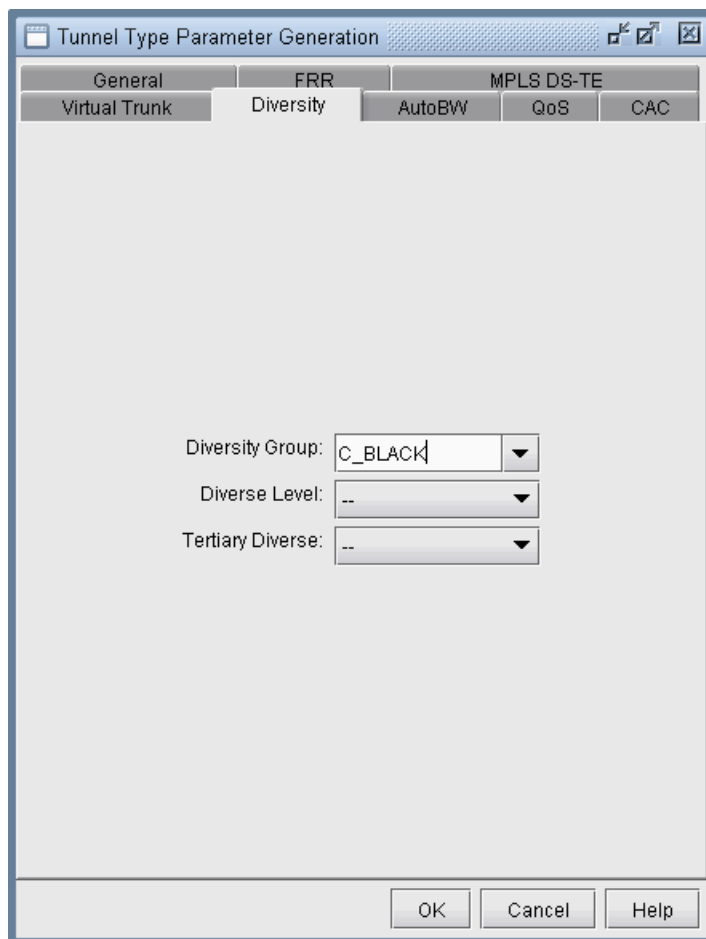 Tunnel Type Parameter Generation
General FRR MPLS DS-TE
Virtual Trunk Diversity AutoBW QoS CAC
Diversity Group: C_BLACK
Diverse Level: --
Tertiary Diverse: --
OK Cancel Help